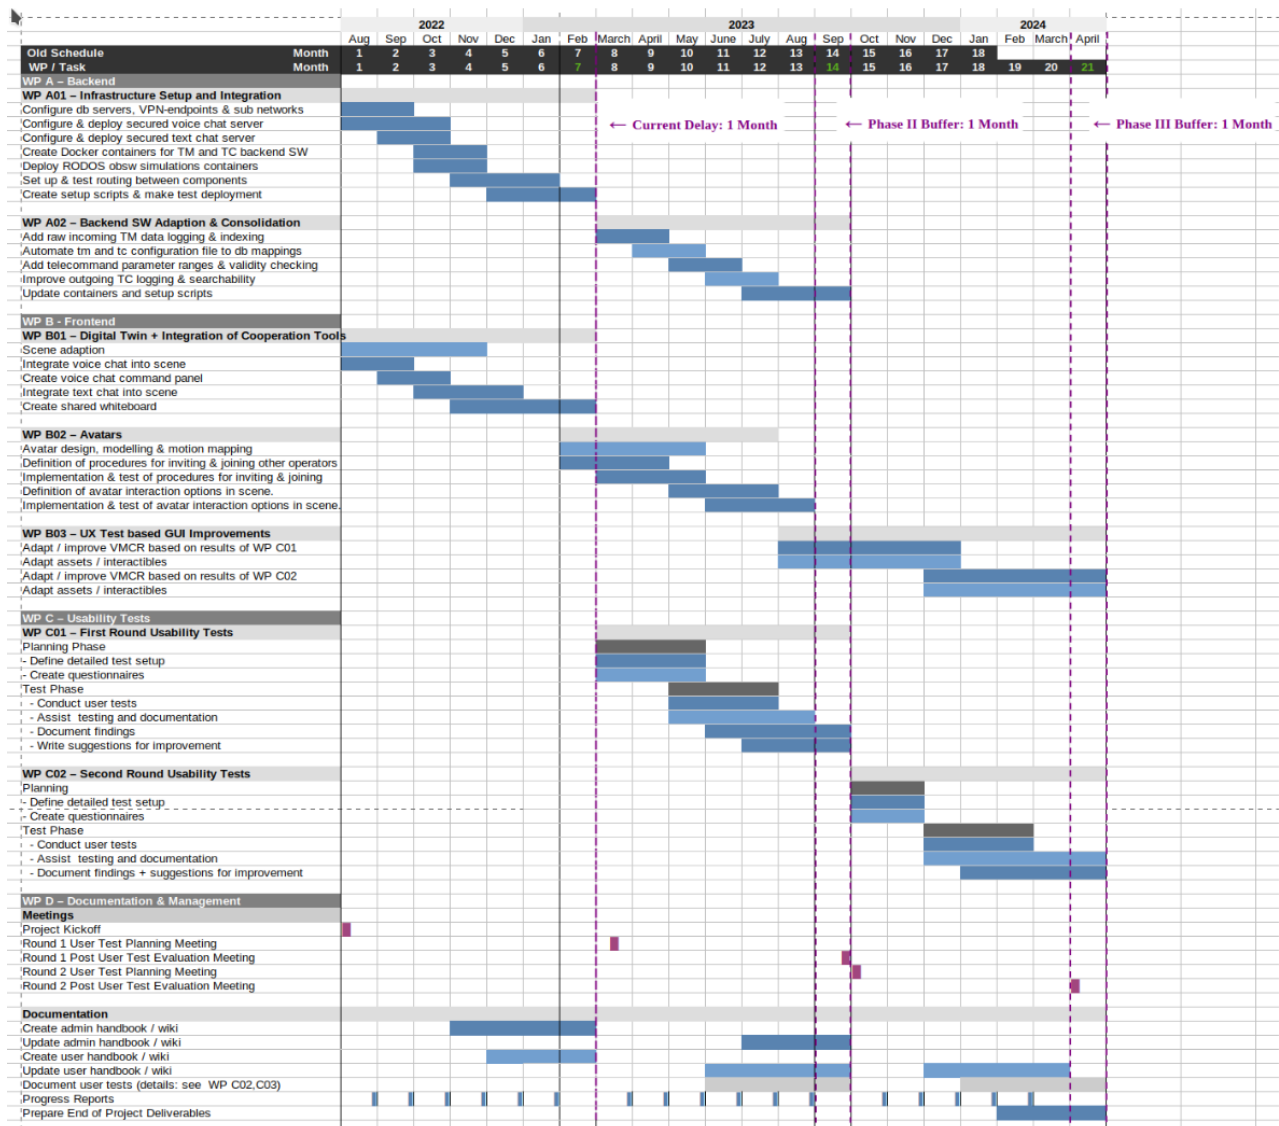 2022 2023 2024
Aug Sep Oct Nov Dec Jan Feb March April May June July Aug Sep Oct Nov Dec Jan Feb March April
Old Schedule Month 1 2 3 4 5 6 7 8 9 10 11 12 13 14 15 16 17 18
WP / Task Month 1 2 3 4 5 6 7 8 9 10 11 12 13 14 15 16 17 18 19 20 21
WP A – Backend
WP A01 – Infrastructure Setup and Integration
Configure db servers, VPN-endpoints & sub networks
Configure & deploy secured voice chat server
← Current Delay: 1 Month ← Phase II Buffer: 1 Month ← Phase III Buffer: 1 Month
Configure & deploy secured text chat server
Create Docker containers for TM and TC backend SW
Deploy RODOS obsw simulations containers
Set up & test routing between components
Create setup scripts & make test deployment
WP A02 – Backend SW Adaption & Consolidation
Add raw incoming TM data logging & indexing
Automate tm and tc configuration file to db mappings
Add telecommand parameter ranges & validity checking
Improve outgoing TC logging & searchability
Update containers and setup scripts
WP B - Frontend
WP B01 – Digital Twin + Integration of Cooperation Tools
Scene adaption
Integrate voice chat into scene
Create voice chat command panel
Integrate text chat into scene
Create shared whiteboard
WP B02 – Avatars
Avatar design, modelling & motion mapping
Definition of procedures for inviting & joining other operators
Implementation & test of procedures for inviting & joining
Definition of avatar interaction options in scene.
Implementation & test of avatar interaction options in scene.
WP B03 – UX Test based GUI Improvements
Adapt / improve VMCR based on results of WP C01
Adapt assets / interactibles
Adapt / improve VMCR based on results of WP C02
Adapt assets / interactibles
WP C – Usability Tests
WP C01 – First Round Usability Tests
Planning Phase
- Define detailed test setup
- Create questionnaires
Test Phase
- Conduct user tests
- Assist testing and documentation
- Document findings
- Write suggestions for improvement
WP C02 – Second Round Usability Tests
Planning
- Define detailed test setup
- Create questionnaires
Test Phase
- Conduct user tests
- Assist testing and documentation
- Document findings + suggestions for improvement
WP D – Documentation & Management
Meetings
Project Kickoff
Round 1 User Test Planning Meeting
Round 1 Post User Test Evaluation Meeting
Round 2 User Test Planning Meeting
Round 2 Post User Test Evaluation Meeting
Documentation
Create admin handbook / wiki
Update admin handbook / wiki
Create user handbook / wiki
Update user handbook / wiki
Document user tests (details: see WP C02,C03)
Progress Reports
Prepare End of Project Deliverables